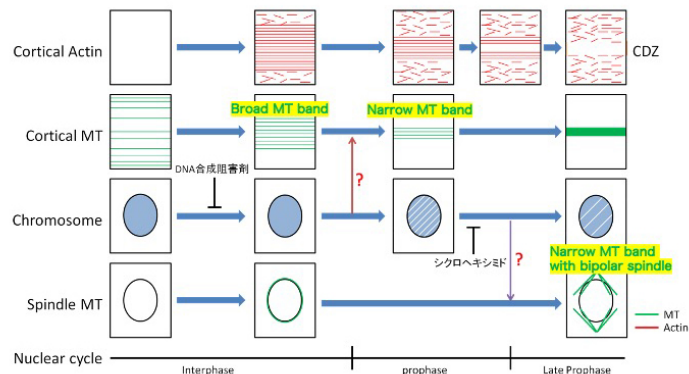 Cortical Actin
CDZ
Broad MT band
Narrow MT band
Cortical MT
DNA合成阻害剤
?
Chromosome
シクロヘキシミド
?
Narrow MT band
with bipolar spindle
Spindle MT
MT
Actin
Nuclear cycle
Interphase
prophase
Late Prophase